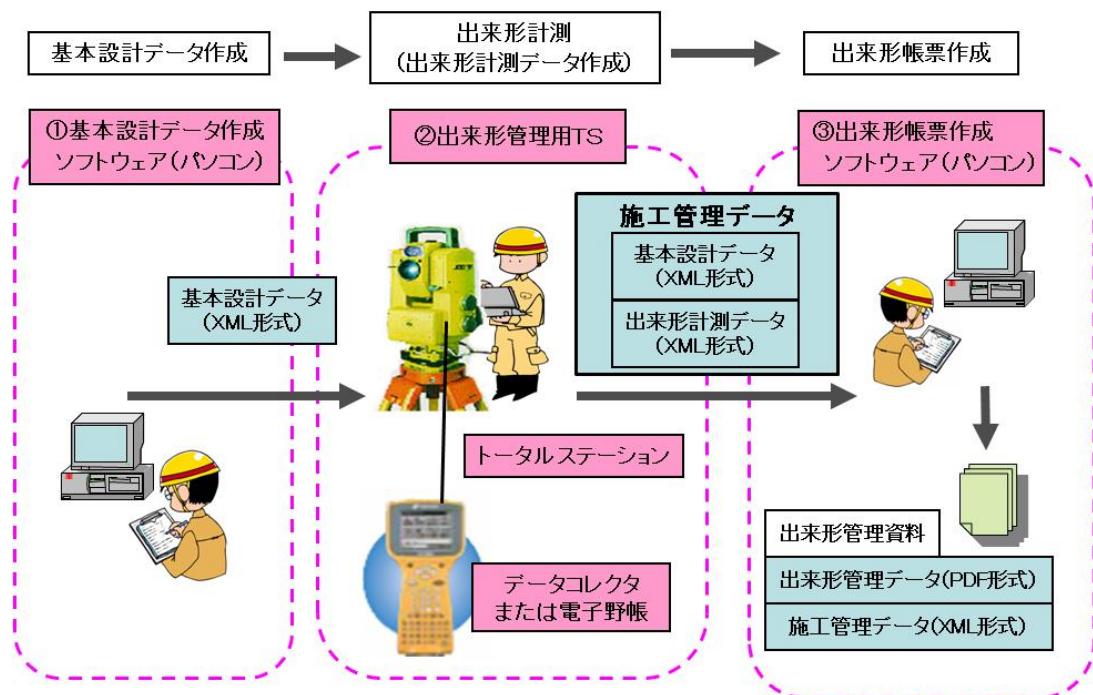 基本設計データ作成
出来形計測
(出来形計測データ作成)
出来形帳票作成
①基本設計データ作成
ソフトウェア(パソコン)
②出来形管理用TS
③出来形帳票作成
ソフトウェア(パソコン)
基本設計データ
(XML形式)
施工管理データ
基本設計データ
(XML形式)
出来形計測データ
(XML形式)
トータルステーション
データコレクタ
または電子野帳
出来形管理資料
出来形管理データ(PDF形式)
施工管理データ(XML形式)